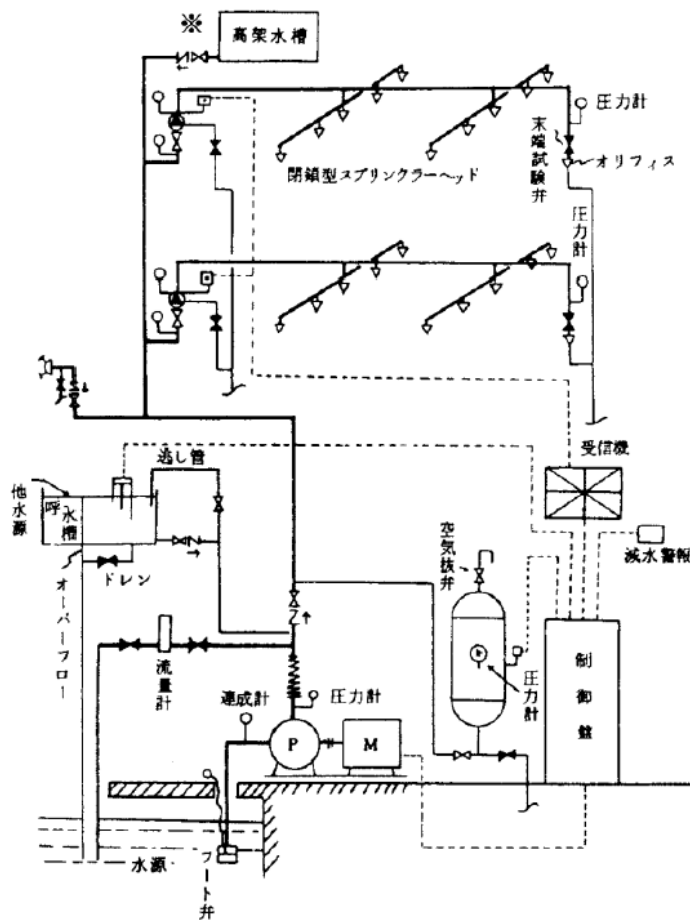 ※
高架水槽
圧力計
末端試験弁
オリフィス
閉鎖型スプリンクラーヘッド
圧力計
受信機
逃し管
他水源
呼水槽
ドレン
オーバーフロー
空気抜弁
減水警報
流量計
連成計
圧力計
圧力計
制御盤
P
M
水源
フート弁